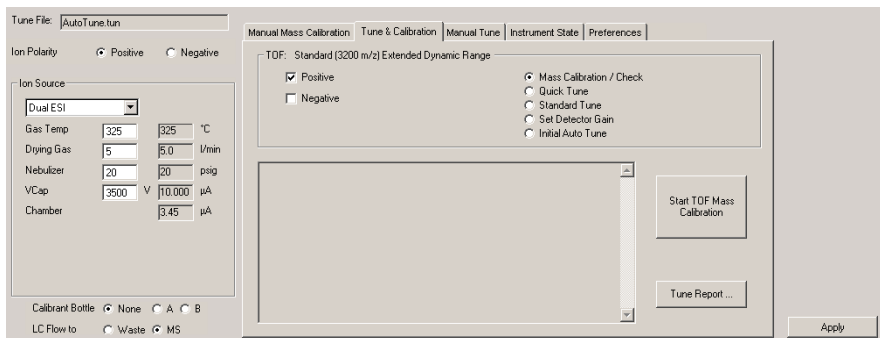 Tune File: AutoTune.tun
Ion Polarity Positive Negative
Ion Source
Dual ESI
Gas Temp 325 325 °C
Drying Gas 5 5.0 l/min
Nebulizer 20 20 psig
VCap 3500 V 10.000 µA
Chamber 3.45 µA
Calibrant Bottle None A B
LC Flow to Waste MS
Manual Mass Calibration Tune & Calibration Manual Tune Instrument State Preferences
TOF: Standard (3200 m/z) Extended Dynamic Range
Positive
Negative
Mass Calibration / Check
Quick Tune
Standard Tune
Set Detector Gain
Initial Auto Tune
Start TOF Mass
Calibration
Tune Report ...
Apply